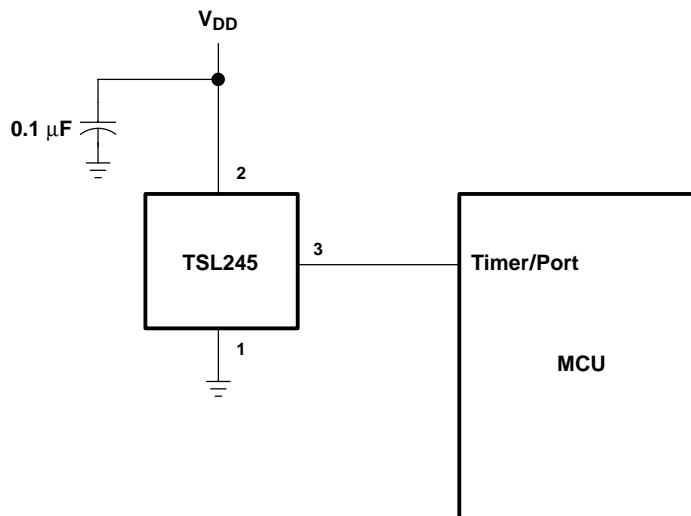 VDD
0.1 μF
2
TSL245
3
Timer/Port
1
MCU